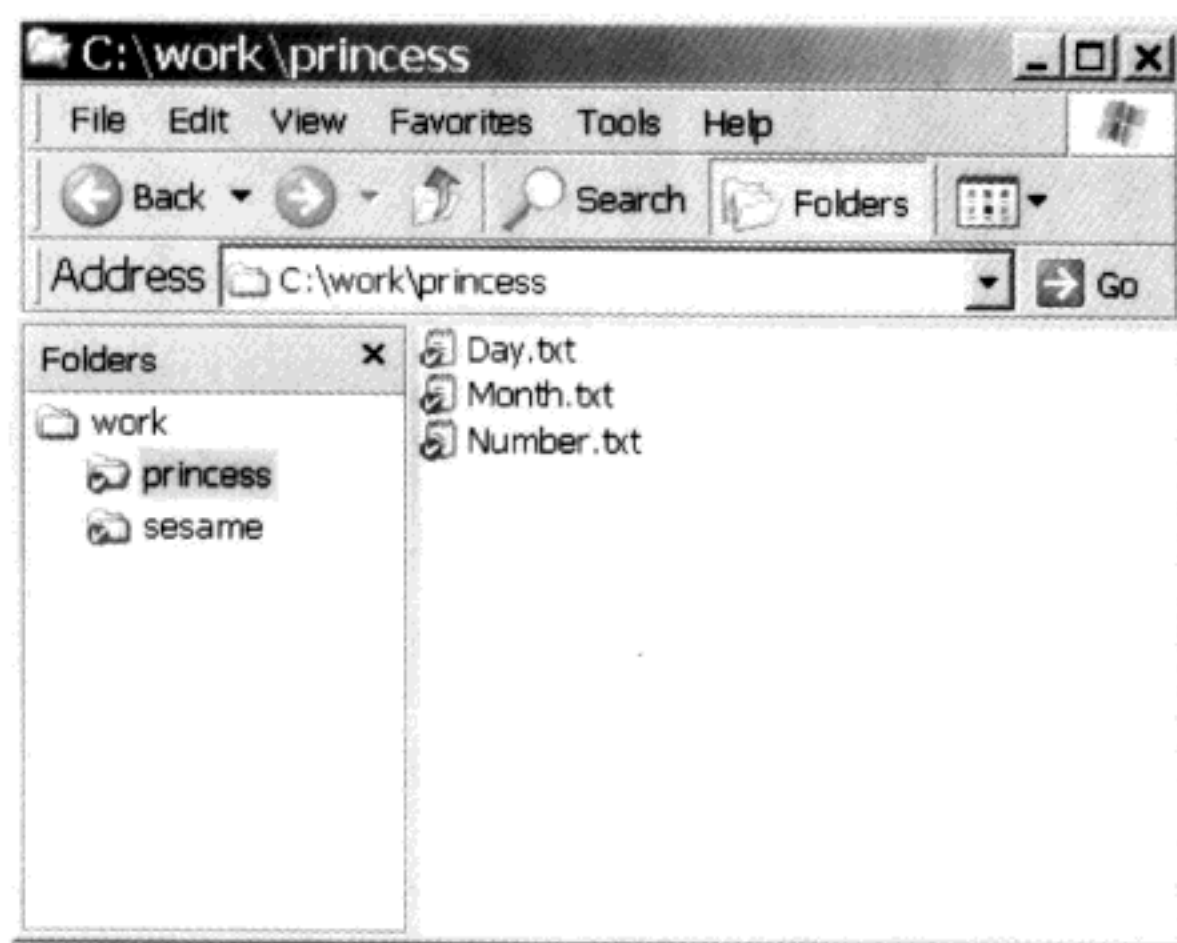 C:\work\princess
File Edit View Favorites Tools Help
Back Search Folders
Address C:\work\princess Go
Folders
work
princess
sesame
Day.txt
Month.txt
Number.txt